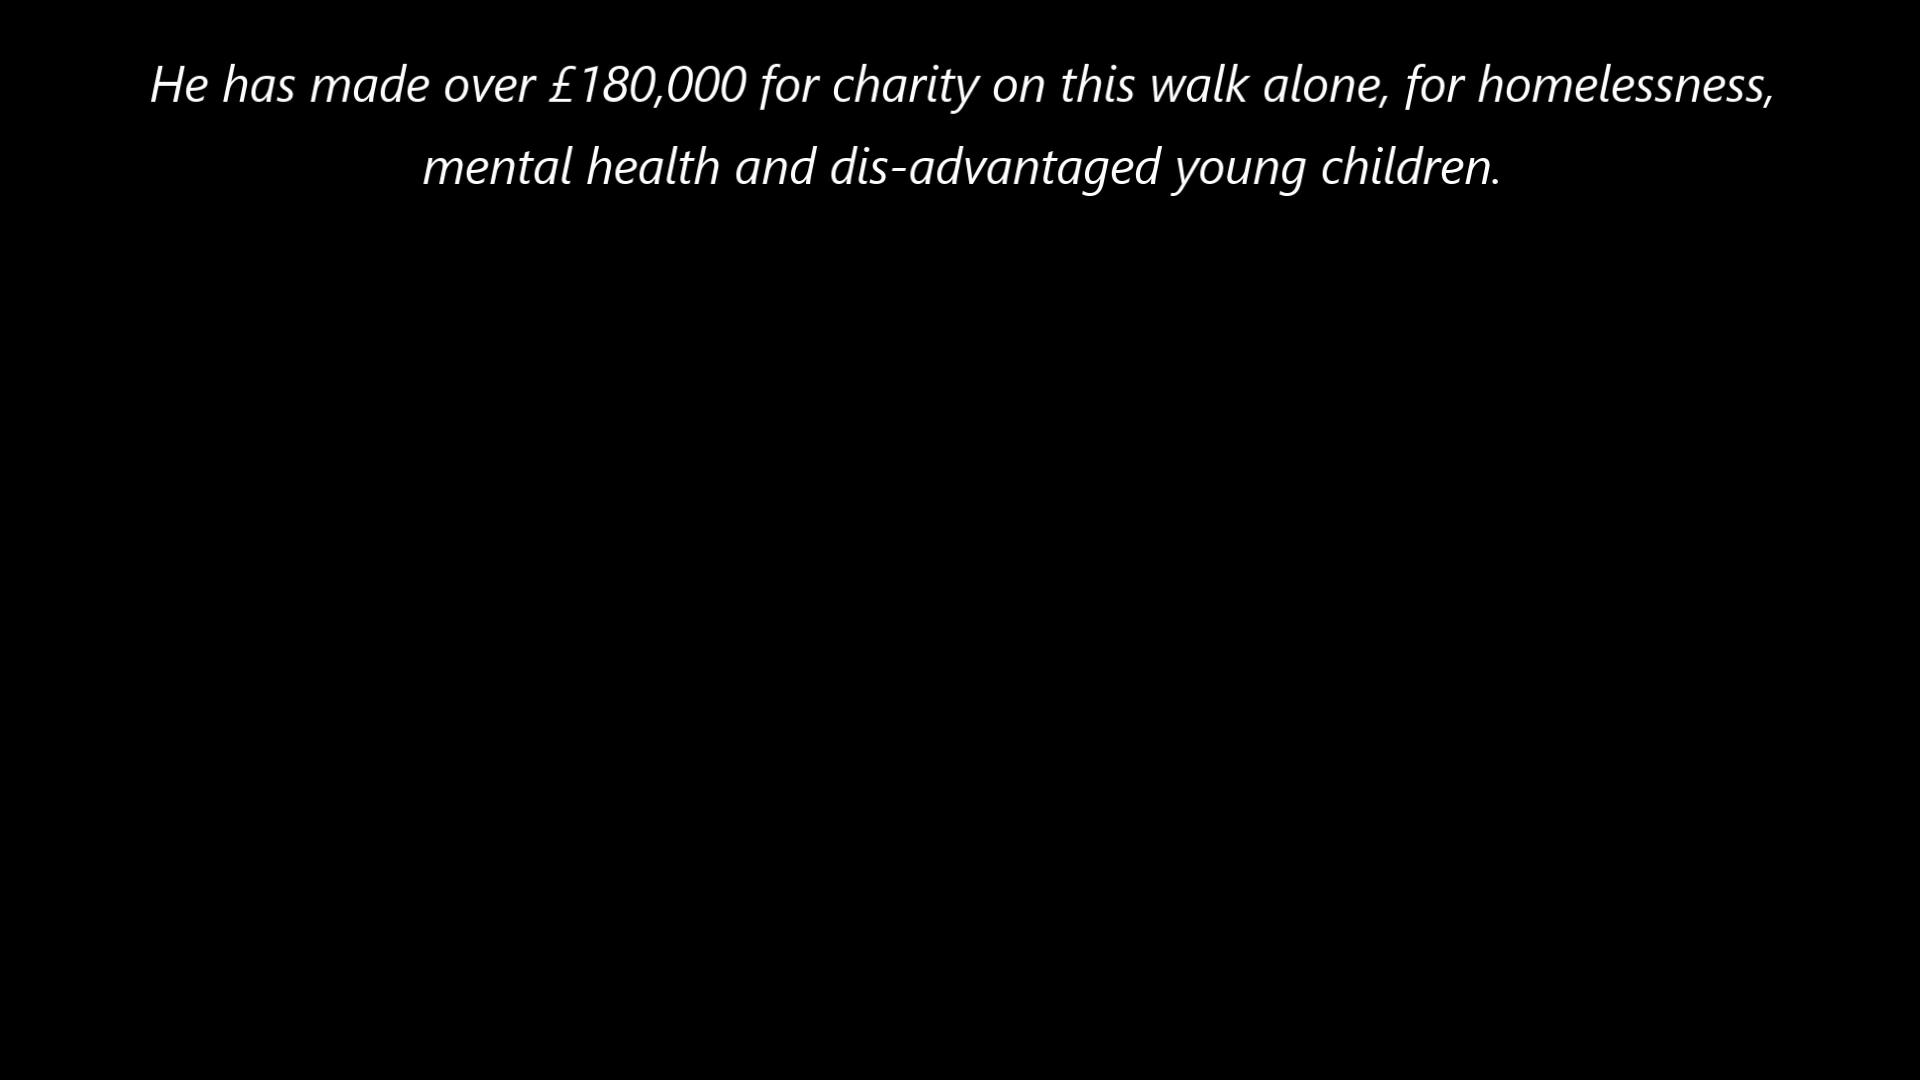 He has made over £180,000 for charity on this walk alone, for homelessness,
mental health and dis-advantaged young children.